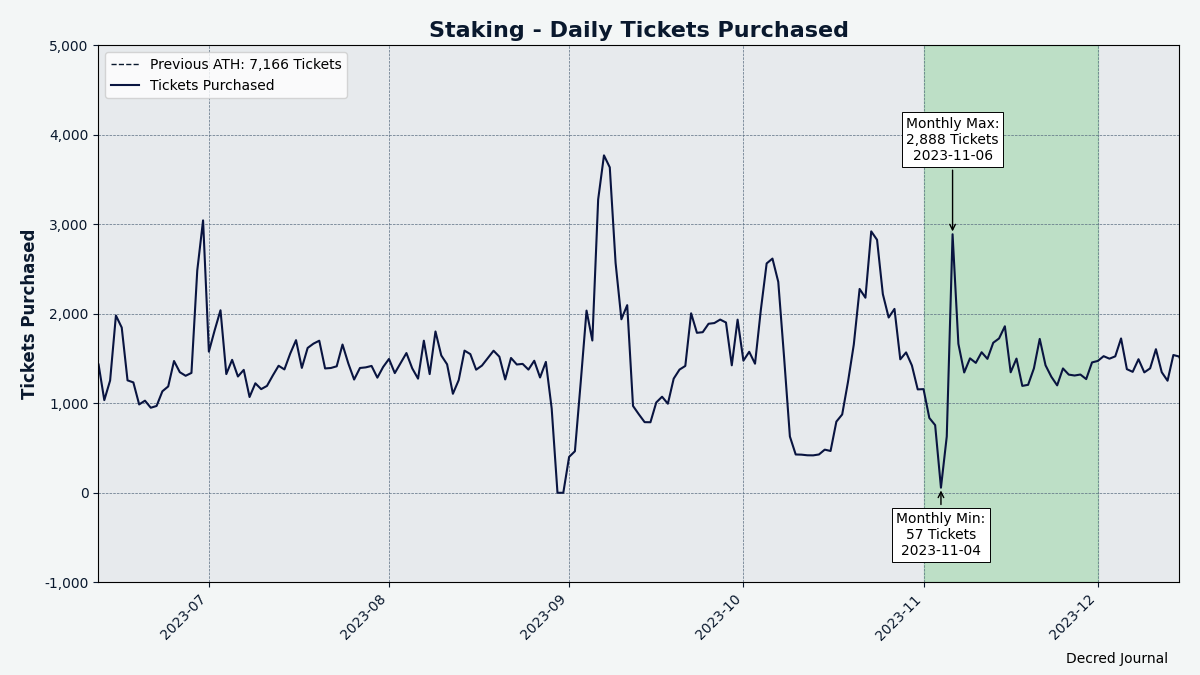 Staking - Daily Tickets Purchased
5,000
4,000
3,000
2,000
1,000
0
-1,000
Tickets Purchased
Previous ATH: 7,166 Tickets
Tickets Purchased
Monthly Max:
2,888 Tickets
2023-11-06
Monthly Min:
57 Tickets
2023-11-04
2023-07
2023-08
2023-09
2023-10
2023-11
2023-12
Decred Journal